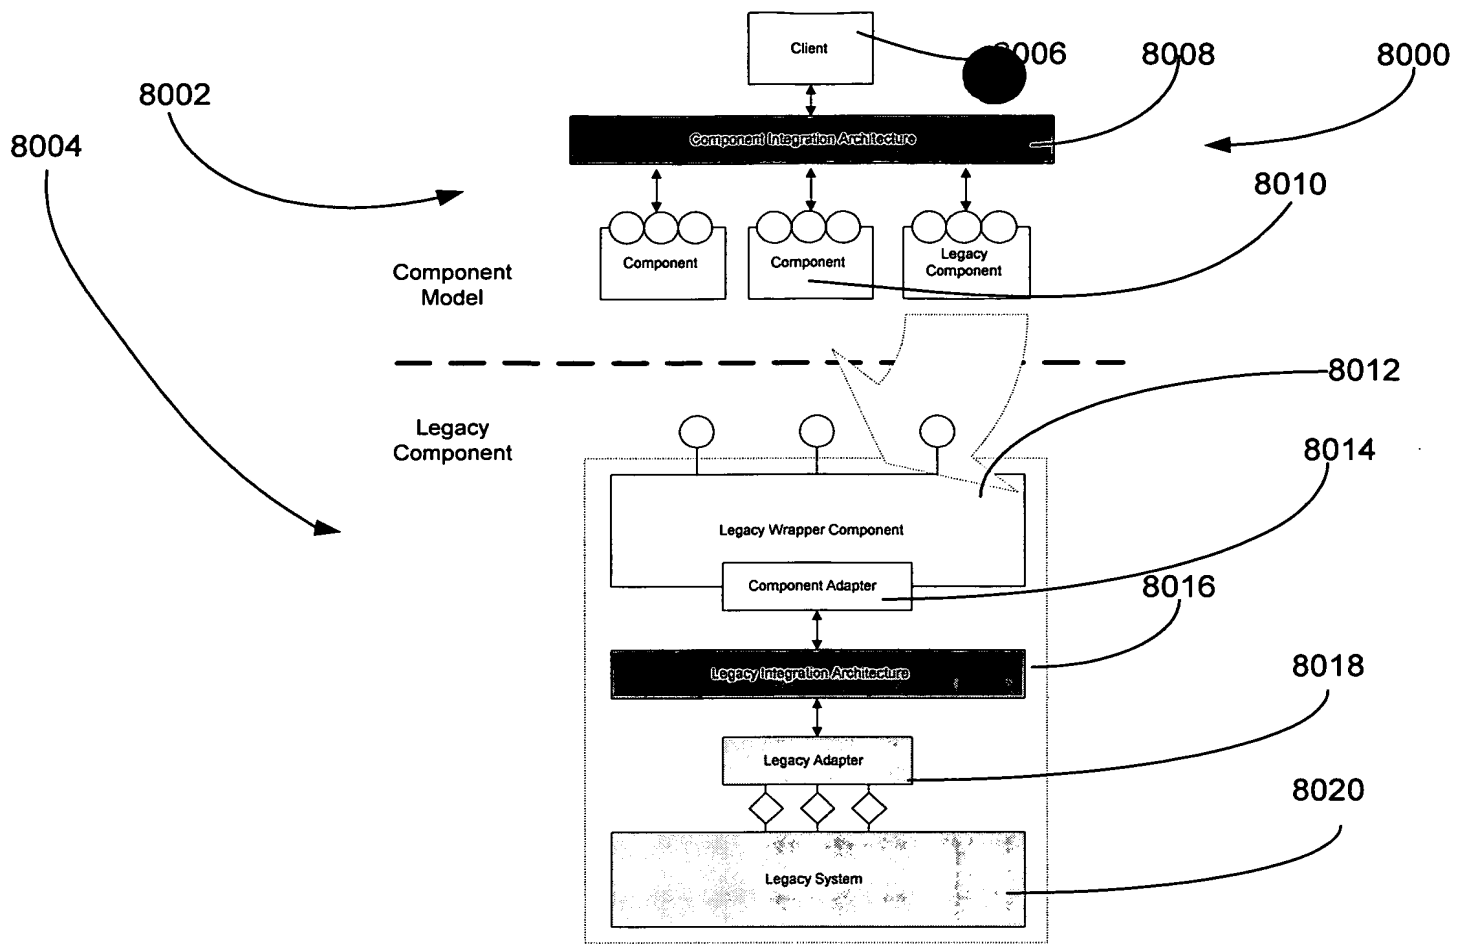 Client
8008
8000
8002
8004
Component Integration Architecture
8010
Component
Component
Legacy
Component
Component
Model
8012
Legacy
Component
8014
Legacy Wrapper Component
Component Adapter
8016
Legacy Integration Architecture
8018
Legacy Adapter
8020
Legacy System